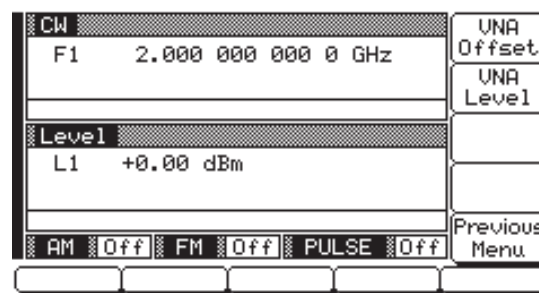 CW
F1 2.000 000 000 0 GHz
Level
L1 +0.00 dBm
AM Off FM Off PULSE Off
VNA
Offset
VNA
Level
Previous
Menu